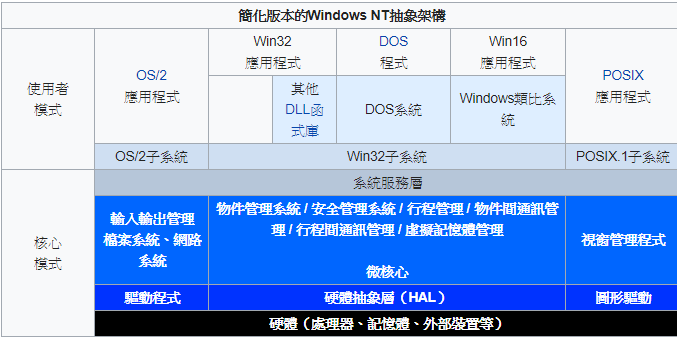 簡化版本的Windows NT抽象架構
使用者
模式
OS/2
應用程式
Win32
應用程式
DOS
程式
Win16
應用程式
POSIX
應用程式
其他
DLL函
式庫
DOS系統
Windows類比系
統
OS/2子系統
Win32子系統
POSIX.1子系統
核心
模式
系統服務層
輸入輸出管理
檔案系統、網路
系統
物件管理系統 / 安全管理系統 / 行程管理 / 物件間通訊管
理 / 行程間通訊管理 / 虛擬記憶體管理
微核心
視窗管理程式
驅動程式
硬體抽象層（HAL）
圖形驅動
硬體（處理器、記憶體、外部裝置等）